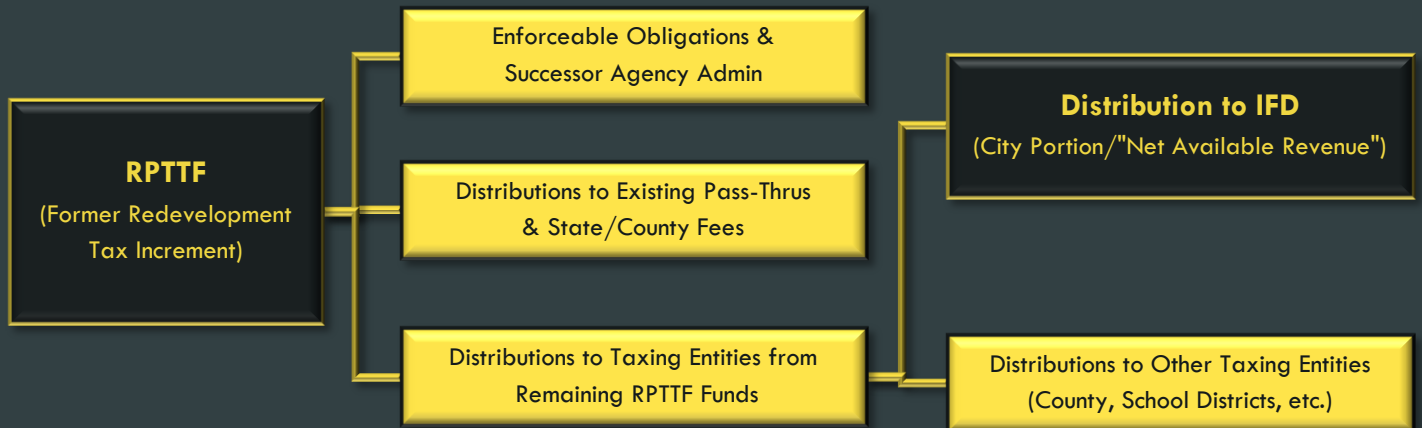 RPTTF
(Former Redevelopment
Tax Increment)
Enforceable Obligations &
Successor Agency Admin
Distributions to Existing Pass-Thrus
& State/County Fees
Distributions to Taxing Entities from
Remaining RPTTF Funds
Distribution to IFD
(City Portion/"Net Available Revenue")
Distributions to Other Taxing Entities
(County, School Districts, etc.)